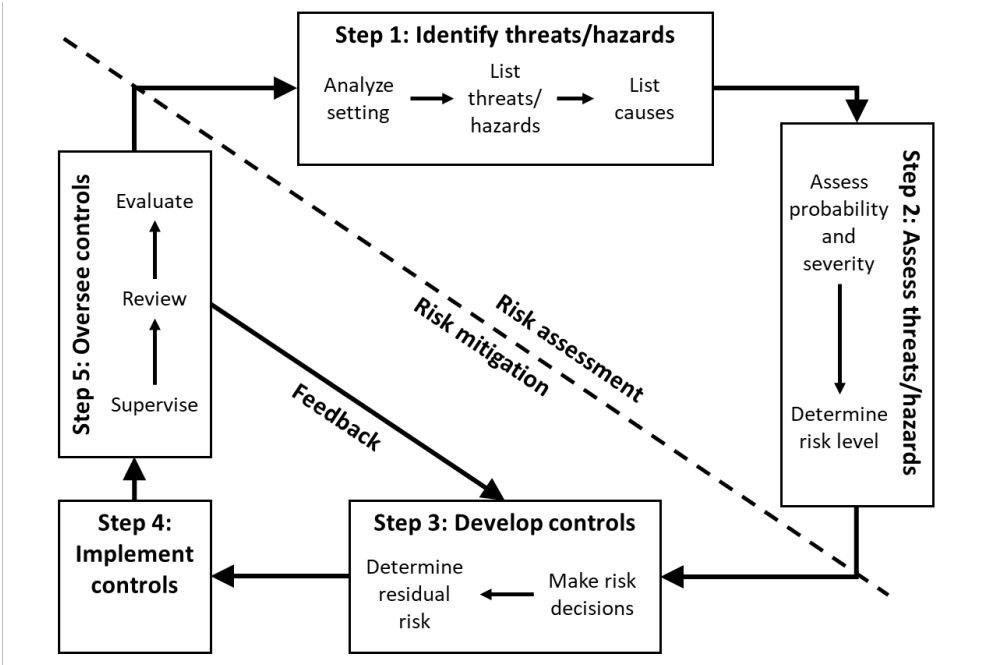 Step 1: Identify threats/hazards
Analyze
setting
List
threats/
hazards
List
causes
Step 2: Assess threats/hazards
Assess
probability
and
severity
Determine
risk level
Risk assessment
Risk mitigation
Step 3: Develop controls
Make risk
decisions
Determine
residual
risk
Step 4:
Implement
controls
Step 5: Oversee controls
Supervise
Review
Evaluate
Feedback